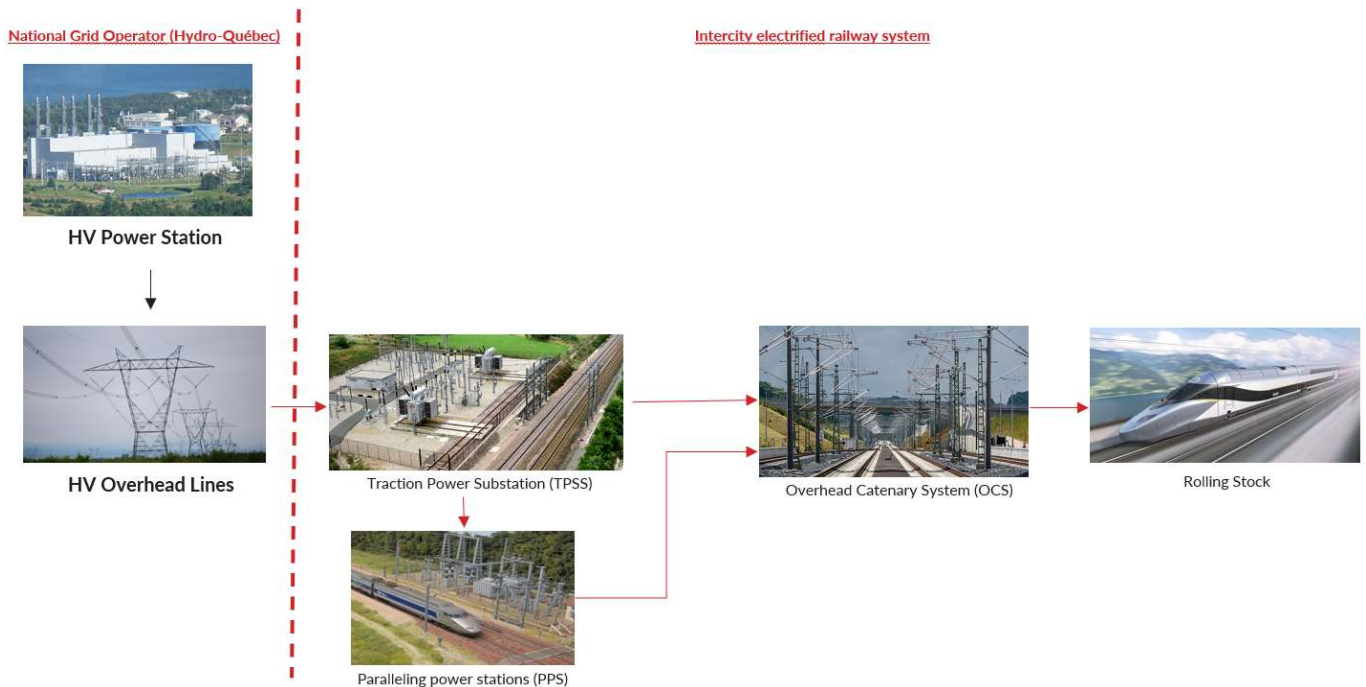 National Grid Operator (Hydro-Québec)
Intercity electrified railway system
HV Power Station
HV Overhead Lines
Traction Power Substation (TPSS)
Overhead Catenary System (OCS)
Rolling Stock
Paralleling power stations (PPS)